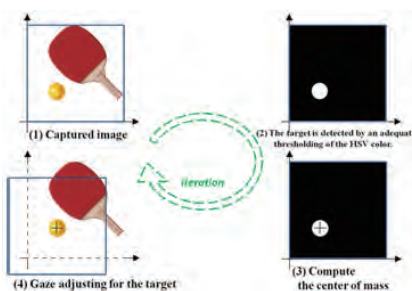 (1) Captured image
(2) The target is detected by an adequate
thresholding of the HSV color.
iteration
(4) Gaze adjusting for the target
(3) Compute
the center of mass